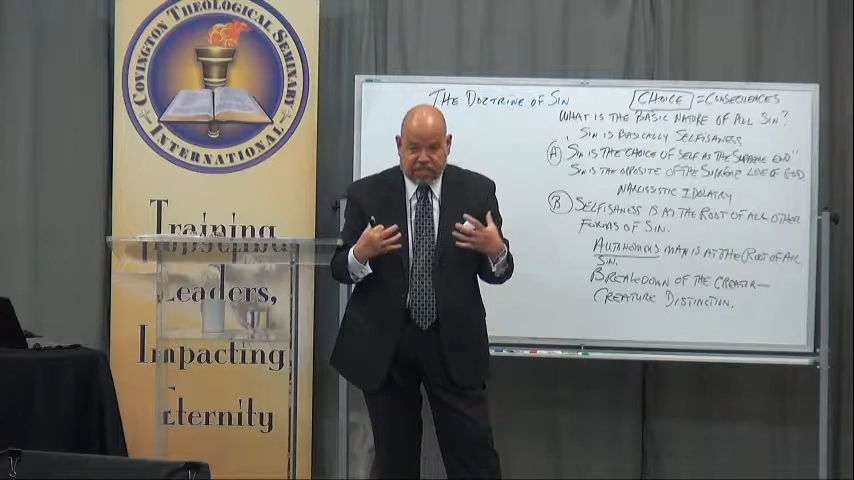 COVINGTON THEOLOGICAL SEMINARY
INTERNATIONAL
Training
Leaders,
Impacting
Eternity
THE DOCTRINE OF SIN
CHOICE = CONSEQUENCES
WHAT IS THE BASIC NATURE OF ALL SIN?
SIN IS BASICALLY SELFISHNESS
A SIN IS THE CHOICE OF SELF AS THE SUPREME END"
SIN IS THE OPPOSITE OF THE SUPREME LOVE OF GOD
NARCISSISTIC IDOLATRY
B SELFISHNESS IS AT THE ROOT OF ALL OTHER
FORMS OF SIN.
AUTONOMOUS MAN IS AT THE ROOT OF ALL
SIN.
BREAKDOWN OF THE CREATOR-
CREATURE DISTINCTION.